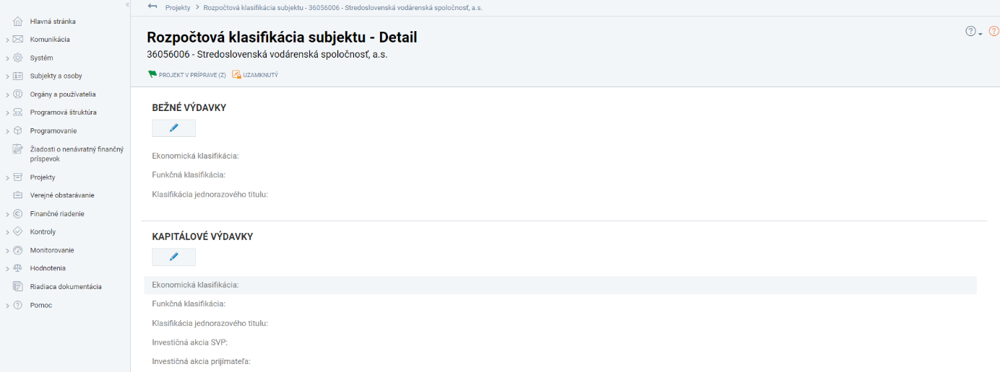 Projekty
Rozpočtová klasifikácia subjektu - 36056006 - Stredoslovenská vodárenská spoločnosť, a.s.
Hlavná stránka
Komunikácia
Systém
Subjekty a osoby
Orgány a používatelia
Programová štruktúra
Programovanie
Žiadosti o nenávratný finančný
príspevok
Projekty
Verejné obstarávanie
Finančné riadenie
Kontroly
Monitorovanie
Hodnotenia
Riadiaca dokumentácia
Pomoc
Rozpočtová klasifikácia subjektu - Detail
36056006 - Stredoslovenská vodárenská spoločnosť, a.s.
PROJEKT V PRÍPRAVE (Z) UZAMKNUTÝ
BEŽNÉ VÝDAVKY
Ekonomická klasifikácia:
Funkčná klasifikácia:
Klasifikácia jednorazového titulu:
KAPITÁLOVÉ VÝDAVKY
Ekonomická klasifikácia:
Funkčná klasifikácia:
Klasifikácia jednorazového titulu:
Investičná akcia SVP:
Investičná akcia prijímateľa: